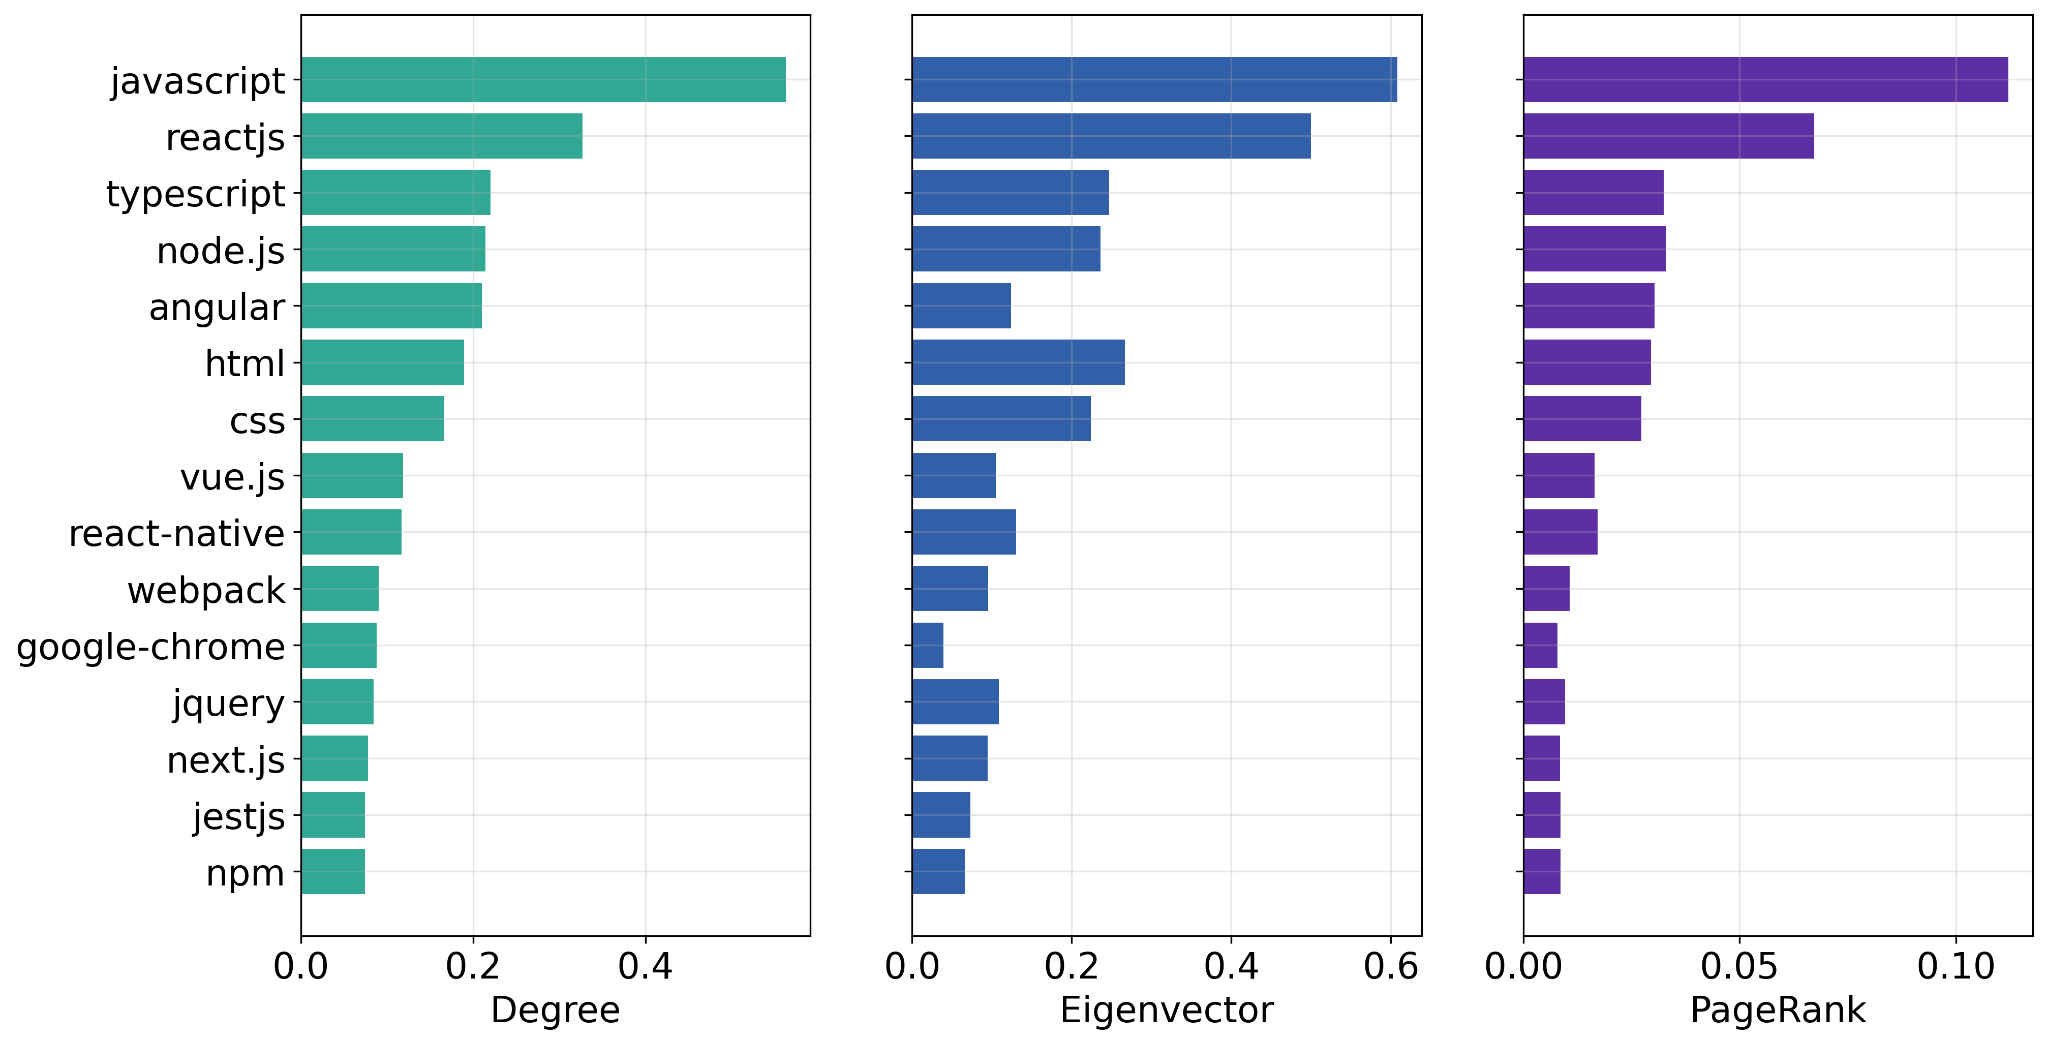 javascript
reactjs
typescript
node.js
angular
html
css
vue.js
react-native
webpack
google-chrome
jquery
next.js
jestjs
npm
0.0 0.2 0.4
Degree
0.0 0.2 0.4 0.6
Eigenvector
0.00 0.05 0.10
PageRank